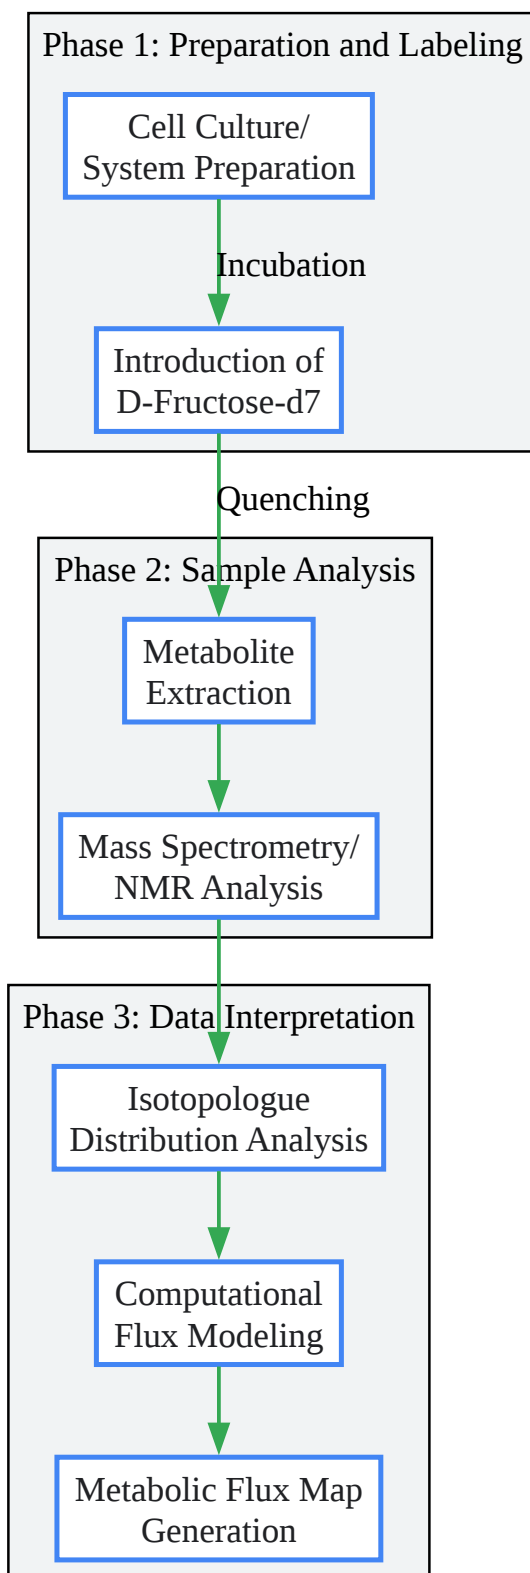 Phase 1: Preparation and Labeling
Cell Culture/
System Preparation
Incubation
Introduction of
D-Fructose-d7
Quenching
Phase 2: Sample Analysis
Metabolite
Extraction
Mass Spectrometry/
NMR Analysis
Phase 3: Data Interpretation
Isotopologue
Distribution Analysis
Computational
Flux Modeling
Metabolic Flux Map
Generation